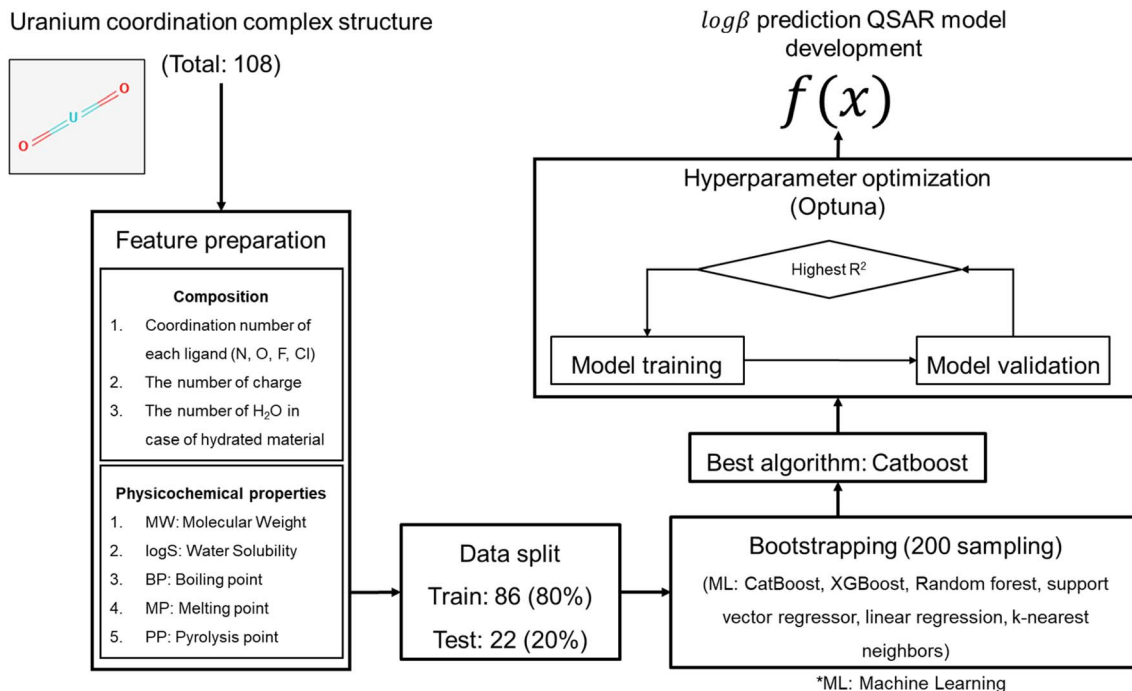 Uranium coordination complex structure
(Total: 108)
O
U
O
Feature preparation
Composition
1. Coordination number of
each ligand (N, O, F, Cl)
2. The number of charge
3. The number of H₂O in
case of hydrated material
Physicochemical properties
1. MW: Molecular Weight
2. logS: Water Solubility
3. BP: Boiling point
4. MP: Melting point
5. PP: Pyrolysis point
Data split
Train: 86 (80%)
Test: 22 (20%)
Bootstrapping (200 sampling)
(ML: CatBoost, XGBoost, Random forest, support
vector regressor, linear regression, k-nearest
neighbors)
*ML: Machine Learning
Best algorithm: Catboost
Hyperparameter optimization
(Optuna)
Highest R²
Model training
Model validation
logβ prediction QSAR model
development
f(x)